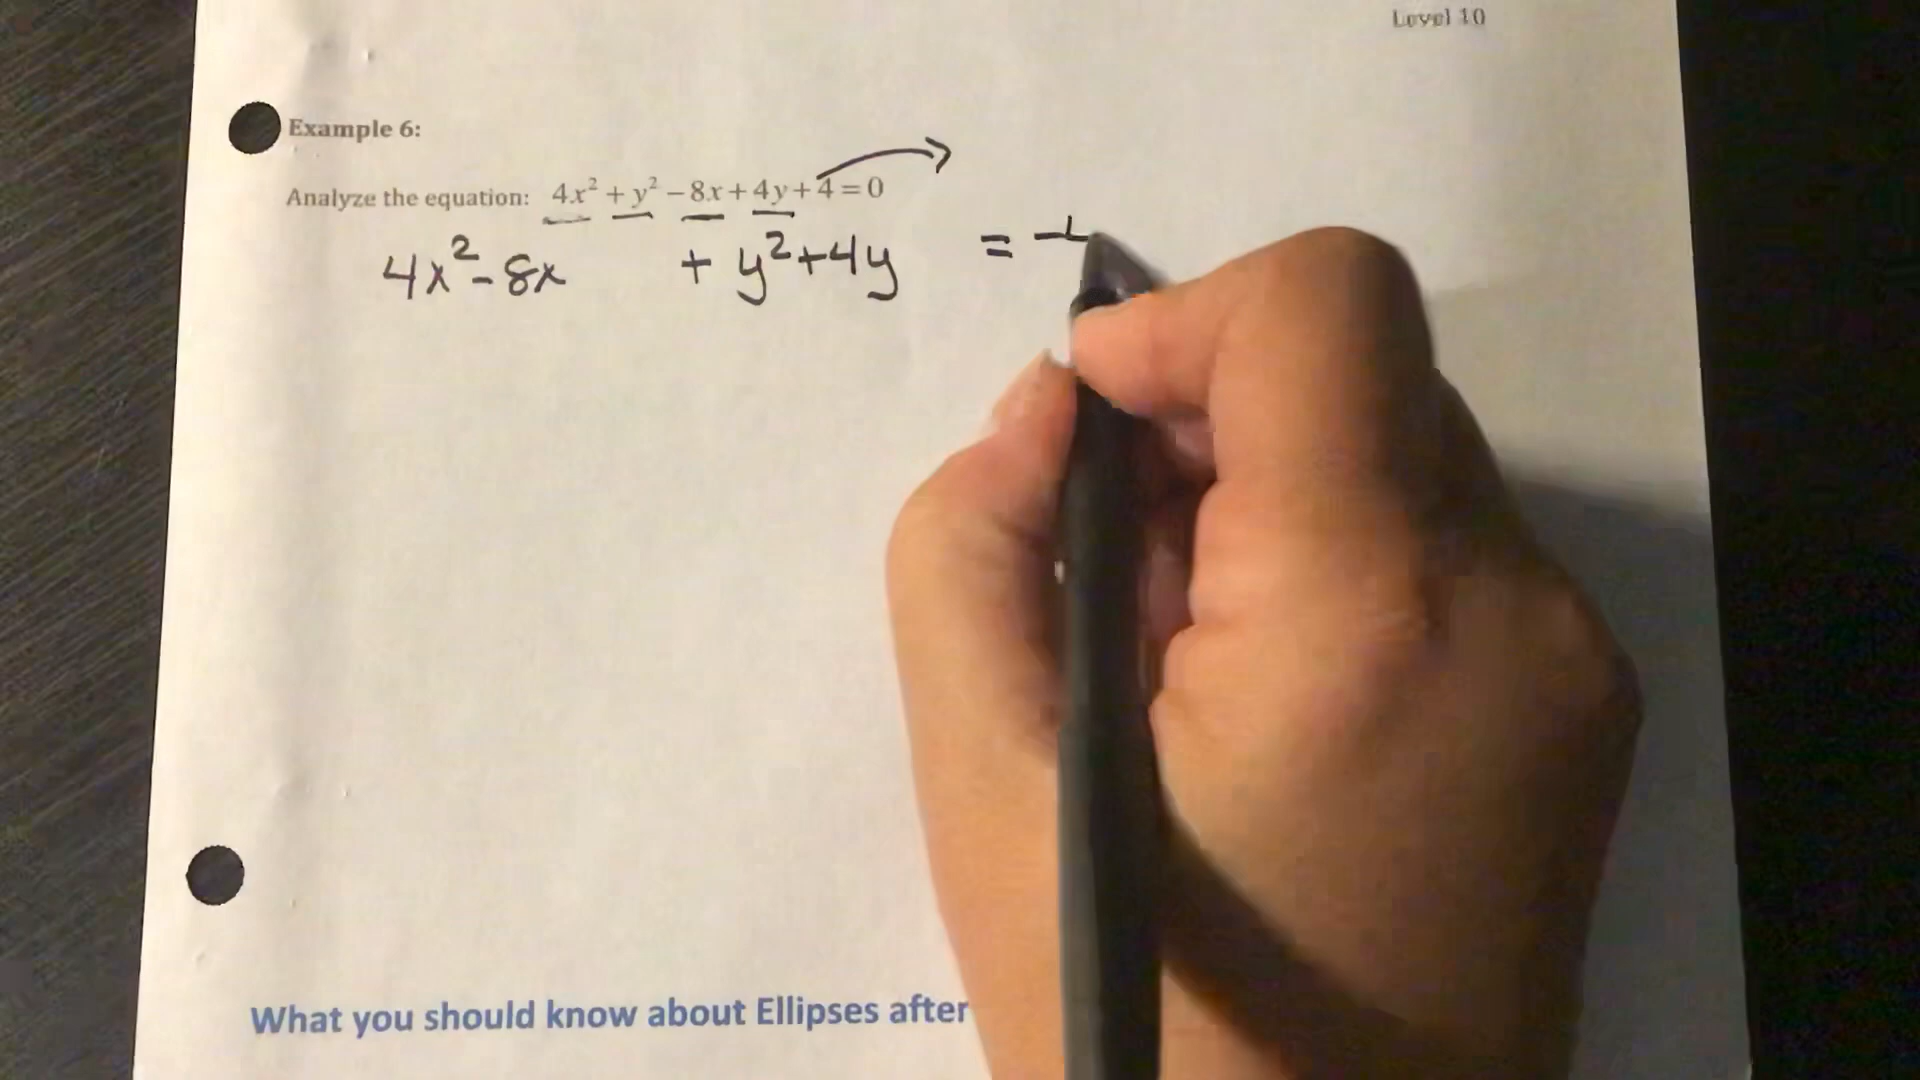 Level 10
Example 6:
Analyze the equation: 4x² + y² − 8x + 4y + 4 = 0
4x² - 8x + y² + 4y = -
What you should know about Ellipses after